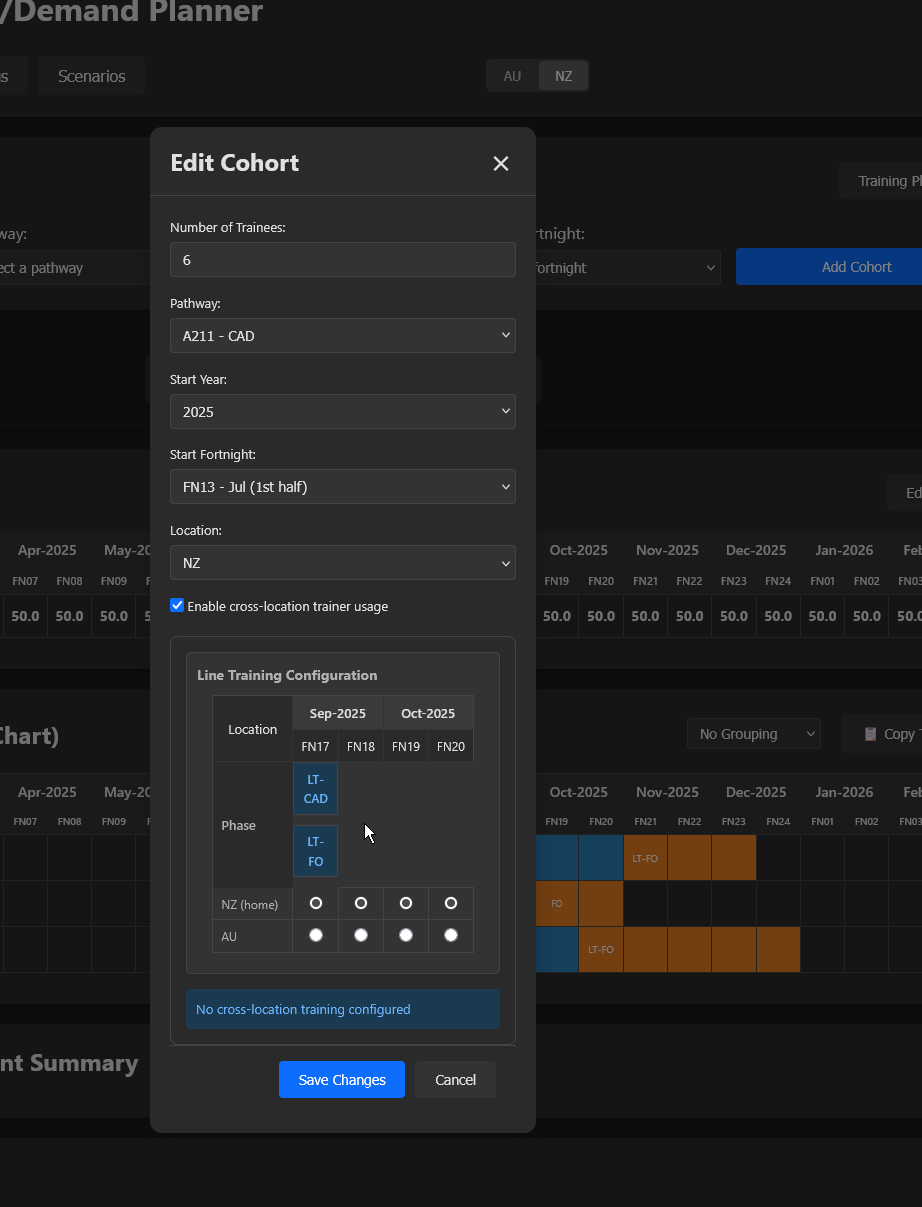 /Demand Planner
Scenarios
AU NZ
Edit Cohort
Training Pl
Number of Trainees:
way: rtnight:
6
ect a pathway fortnight Add Cohort
Pathway:
A211 - CAD
Start Year:
2025
Start Fortnight:
FN13 - Jul (1st half)
Ed
Location:
Apr-2025 May-20 Oct-2025 Nov-2025 Dec-2025 Jan-2026 Feb
NZ
FN07 FN08 FN09 FN19 FN20 FN21 FN22 FN23 FN24 FN01 FN02 FN03
Enable cross-location trainer usage
50.0 50.0 50.0 5 50.0 50.0 50.0 50.0 50.0 50.0 50.0 50.0 50.0
Line Training Configuration
Location Sep-2025 Oct-2025
FN17 FN18 FN19 FN20
Chart) No Grouping Copy T
LT-
CAD
Apr-2025 May-20 Oct-2025 Nov-2025 Dec-2025 Jan-2026 Feb
FN07 FN08 FN09 FN19 FN20 FN21 FN22 FN23 FN24 FN01 FN02 FN03
Phase
LT-
FO
LT-FO
NZ (home)
FO
AU
LT-FO
No cross-location training configured
nt Summary
Save Changes Cancel